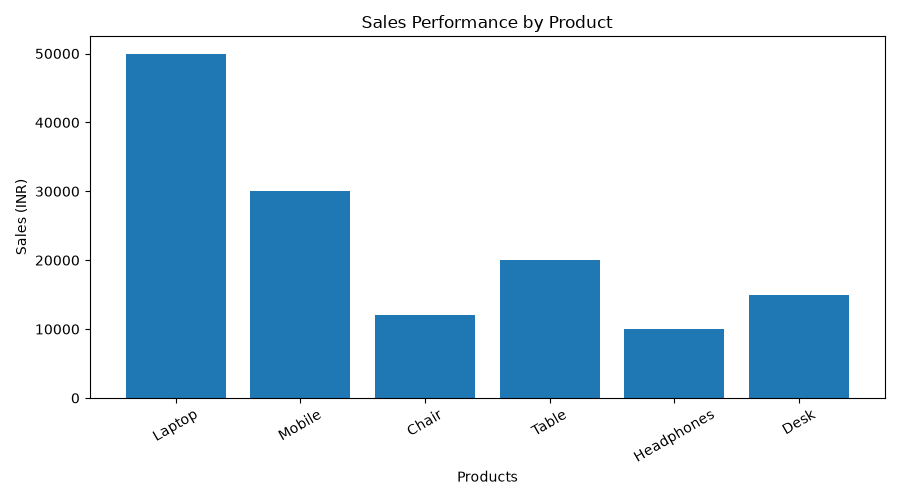 Sales Performance by Product
Sales (INR)
50000
40000
30000
20000
10000
0
Laptop
Mobile
Chair
Table
Headphones
Desk
Products